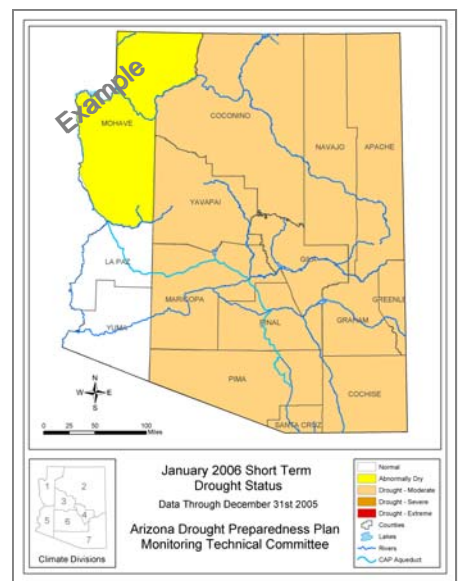 Example
MOHAVE
COCONINO
NAVAJO
APACHE
YAVAPAI
LA PAZ
GILA
MARICOPA
GREENLEE
YUMA
PINAL
GRAHAM
PIMA
COCHISE
SANTA CRUZ
N
W E
S
0 50 100
Miles
January 2006 Short Term
Drought Status
Data Through December 31st 2005
Arizona Drought Preparedness Plan
Monitoring Technical Committee
1
2
3
4
5
6
7
Climate Divisions
Normal
Abnormally Dry
Drought - Moderate
Drought - Severe
Drought - Extreme
Counties
Lakes
Rivers
CAP Aqueduct